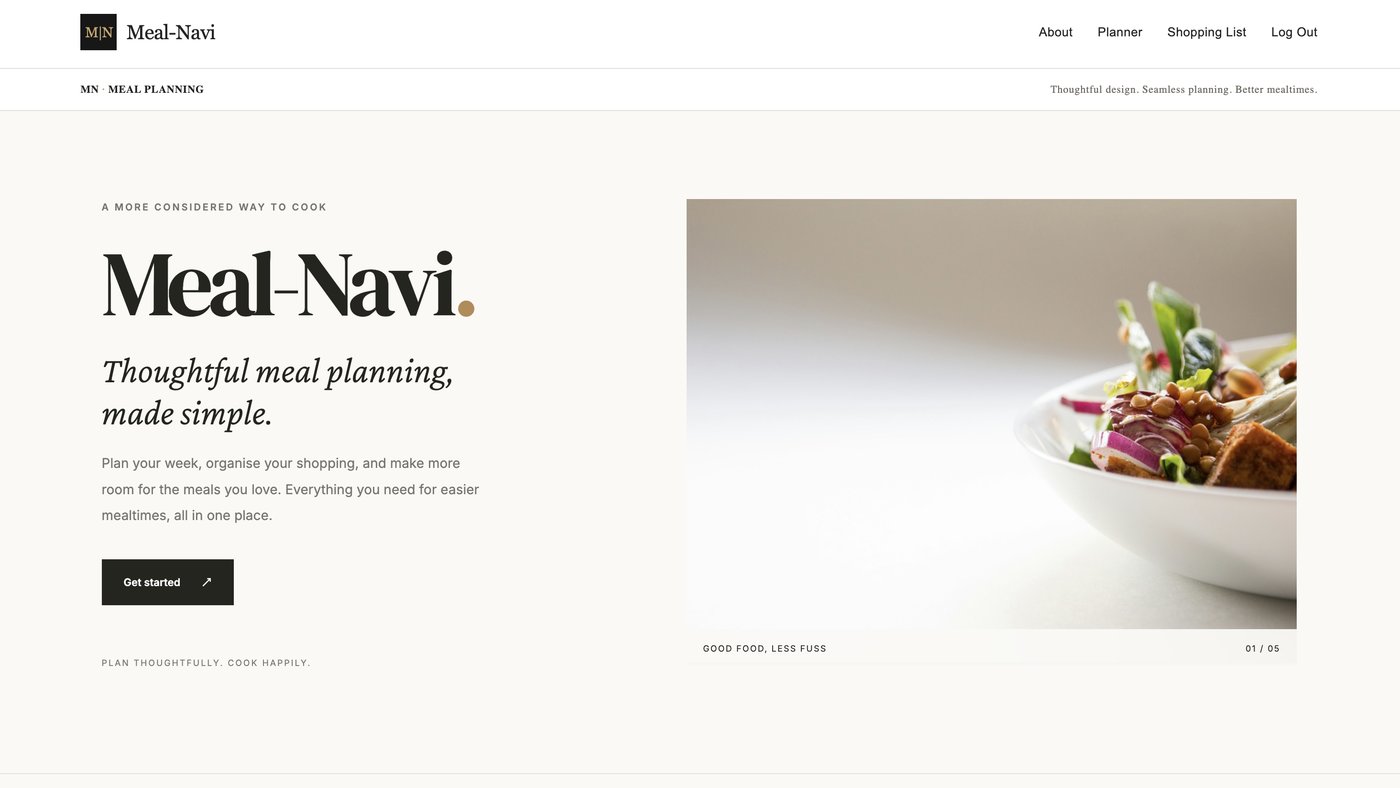 M|N Meal-Navi
About Planner Shopping List Log Out
MN · MEAL PLANNING
Thoughtful design. Seamless planning. Better mealtimes.
A MORE CONSIDERED WAY TO COOK
Meal-Navi.
Thoughtful meal planning,
made simple.
Plan your week, organise your shopping, and make more
room for the meals you love. Everything you need for easier
mealtimes, all in one place.
Get started ↗
PLAN THOUGHTFULLY. COOK HAPPILY.
GOOD FOOD, LESS FUSS
01 / 05